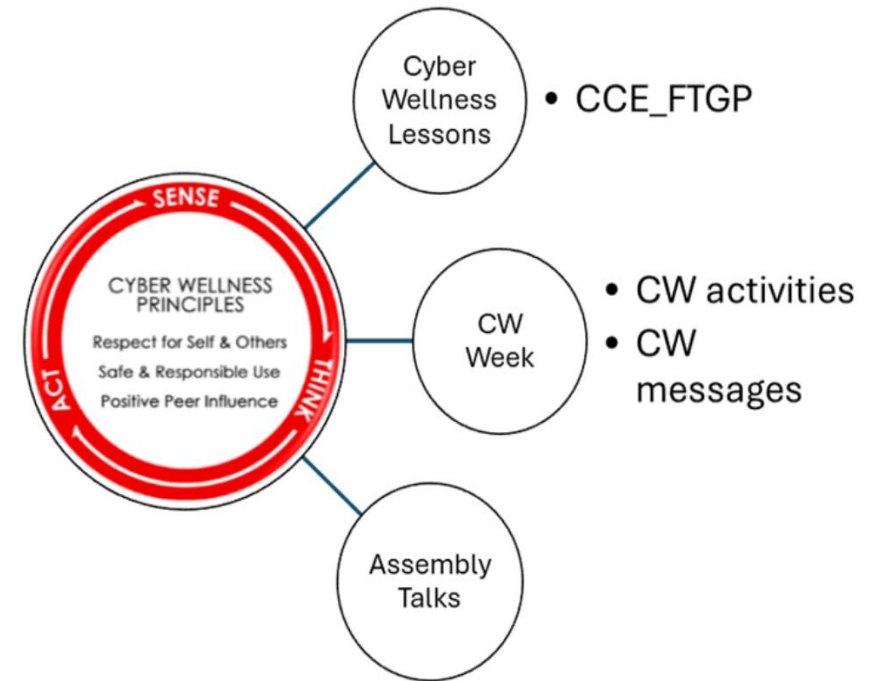 SENSE
THINK
ACT
CYBER WELLNESS
PRINCIPLES
Respect for Self & Others
Safe & Responsible Use
Positive Peer Influence
Cyber
Wellness
Lessons
• CCE_FTGP
CW
Week
• CW activities
• CW
messages
Assembly
Talks